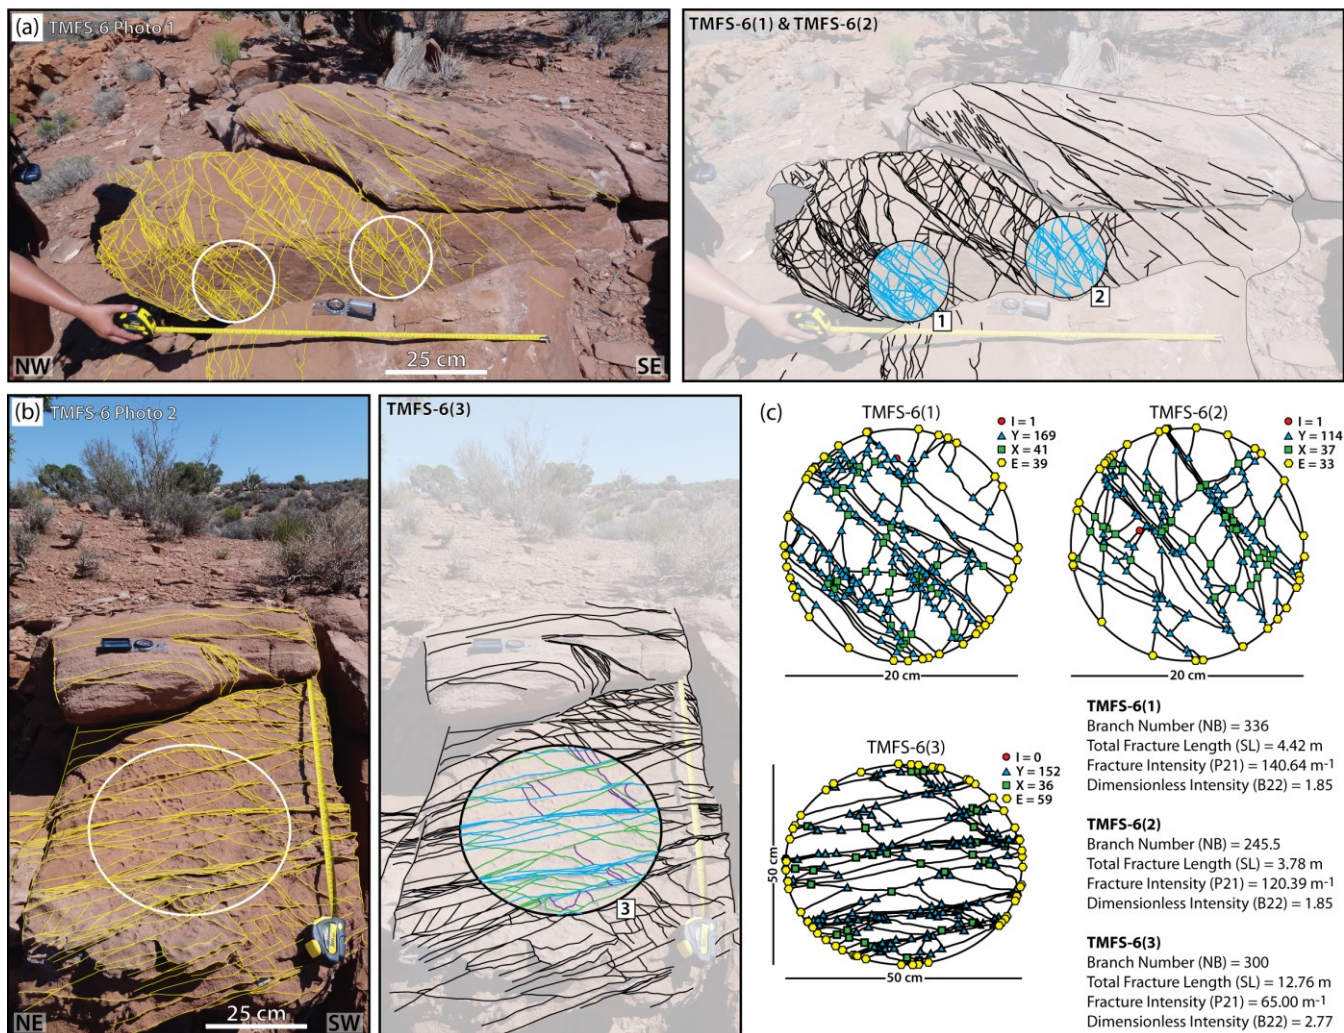 (a) TMFS-6 Photo 1
NW
25 cm
SE
TMFS-6(1) & TMFS-6(2)
1
2
(b) TMFS-6 Photo 2
NE
25 cm
SW
TMFS-6(3)
3
(c)
TMFS-6(1)
I = 1
Y = 169
X = 41
E = 39
20 cm
TMFS-6(2)
I = 1
Y = 114
X = 37
E = 33
20 cm
TMFS-6(3)
I = 0
Y = 152
X = 36
E = 59
50 cm
50 cm
TMFS-6(1)
Branch Number (NB) = 336
Total Fracture Length (SL) = 4.42 m
Fracture Intensity (P21) = 140.64 m-1
Dimensionless Intensity (B22) = 1.85
TMFS-6(2)
Branch Number (NB) = 245.5
Total Fracture Length (SL) = 3.78 m
Fracture Intensity (P21) = 120.39 m-1
Dimensionless Intensity (B22) = 1.85
TMFS-6(3)
Branch Number (NB) = 300
Total Fracture Length (SL) = 12.76 m
Fracture Intensity (P21) = 65.00 m-1
Dimensionless Intensity (B22) = 2.77